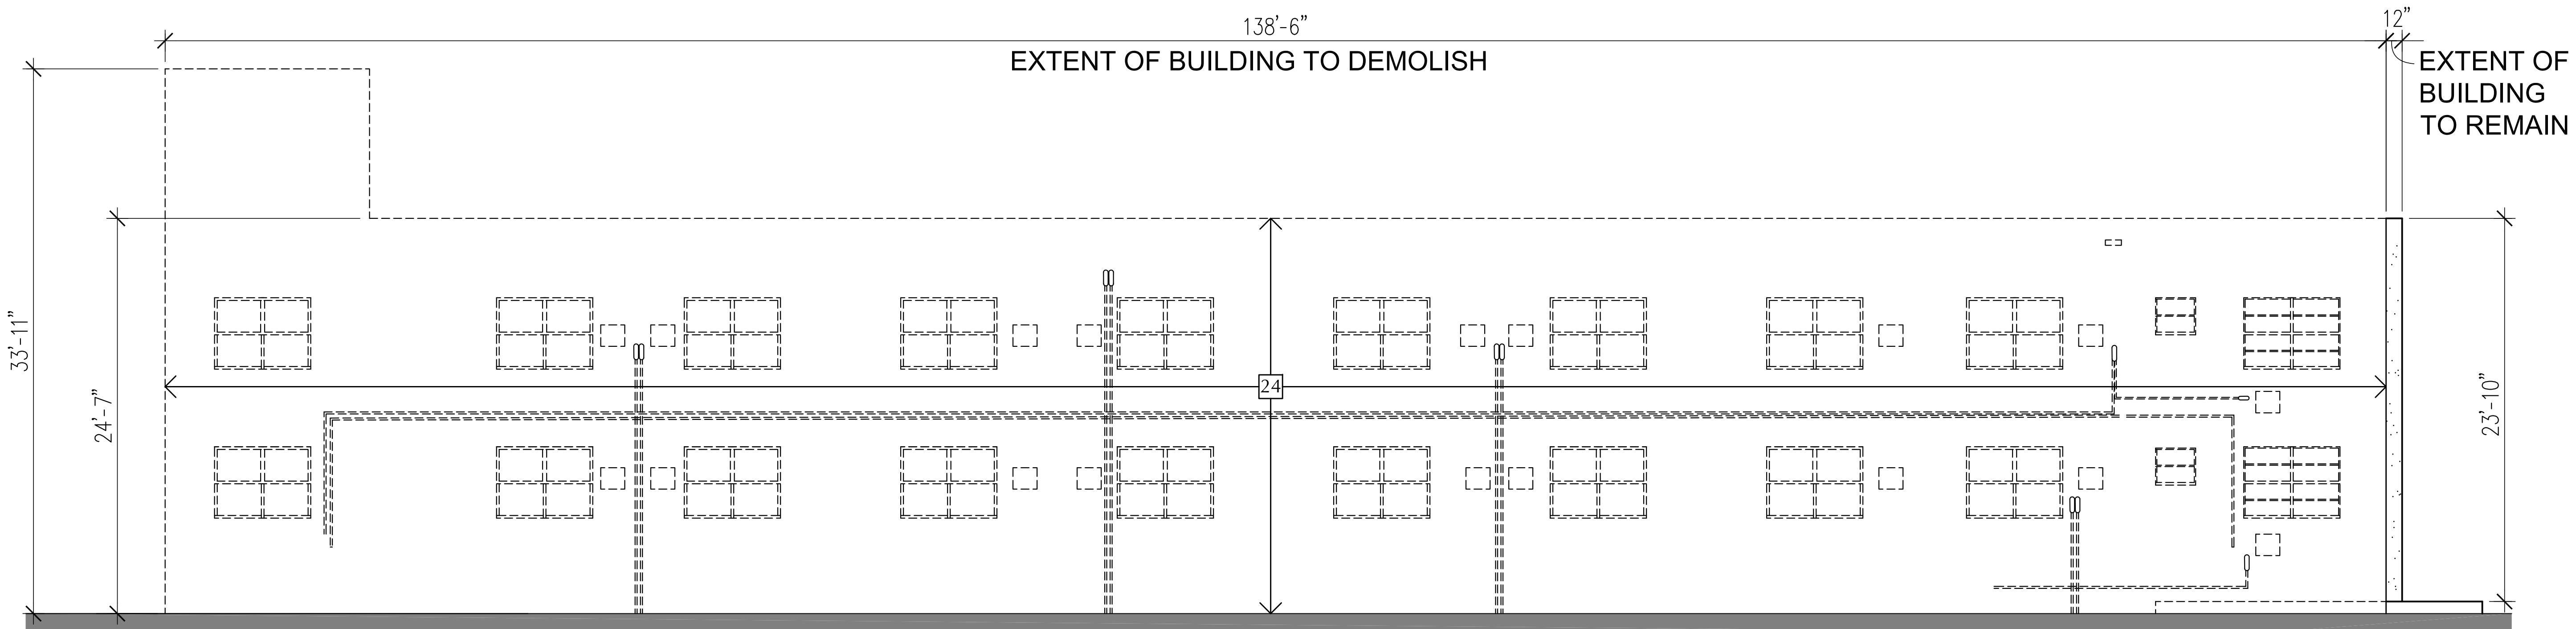 138'-6"
12"
EXTENT OF BUILDING TO DEMOLISH
EXTENT OF
BUILDING
TO REMAIN
33'-11"
24'-7"
24
23'-10"